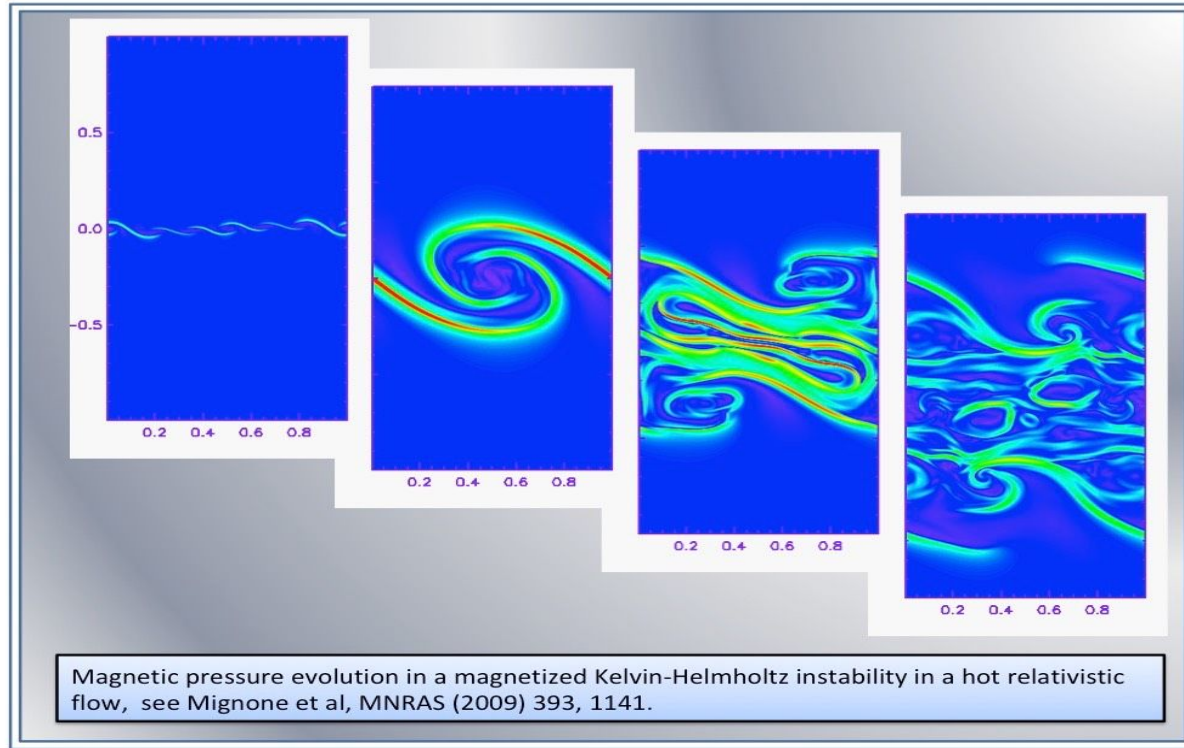 0.5
0.0
-0.5
0.2 0.4 0.6 0.8
0.2 0.4 0.6 0.8
0.2 0.4 0.6 0.8
0.2 0.4 0.6 0.8
Magnetic pressure evolution in a magnetized Kelvin-Helmholtz instability in a hot relativistic
flow, see Mignone et al, MNRAS (2009) 393, 1141.